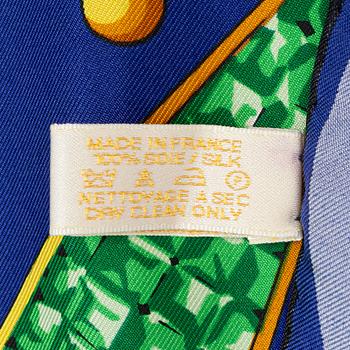 MADE IN FRANCE
100% SOIE / SILK
NETTOYAGE A SEC
DRY CLEAN ONLY